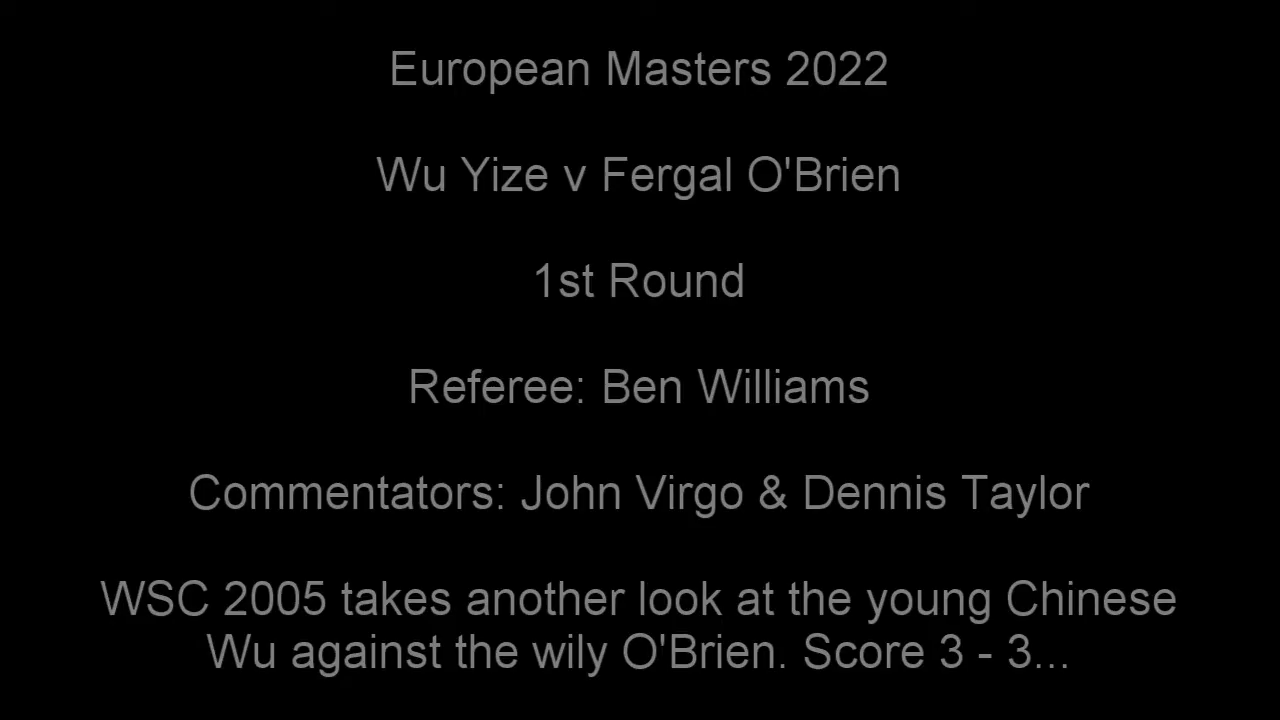 European Masters 2022
Wu Yize v Fergal O'Brien
1st Round
Referee: Ben Williams
Commentators: John Virgo & Dennis Taylor
WSC 2005 takes another look at the young Chinese
Wu against the wily O'Brien. Score 3 - 3...